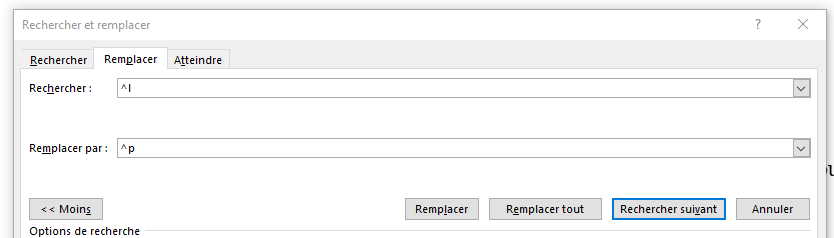 Rechercher et remplacer
Rechercher Remplacer Atteindre
Rechercher : ^l
Remplacer par : ^p
<< Moins Remplacer Remplacer tout Rechercher suivant Annuler
Options de recherche